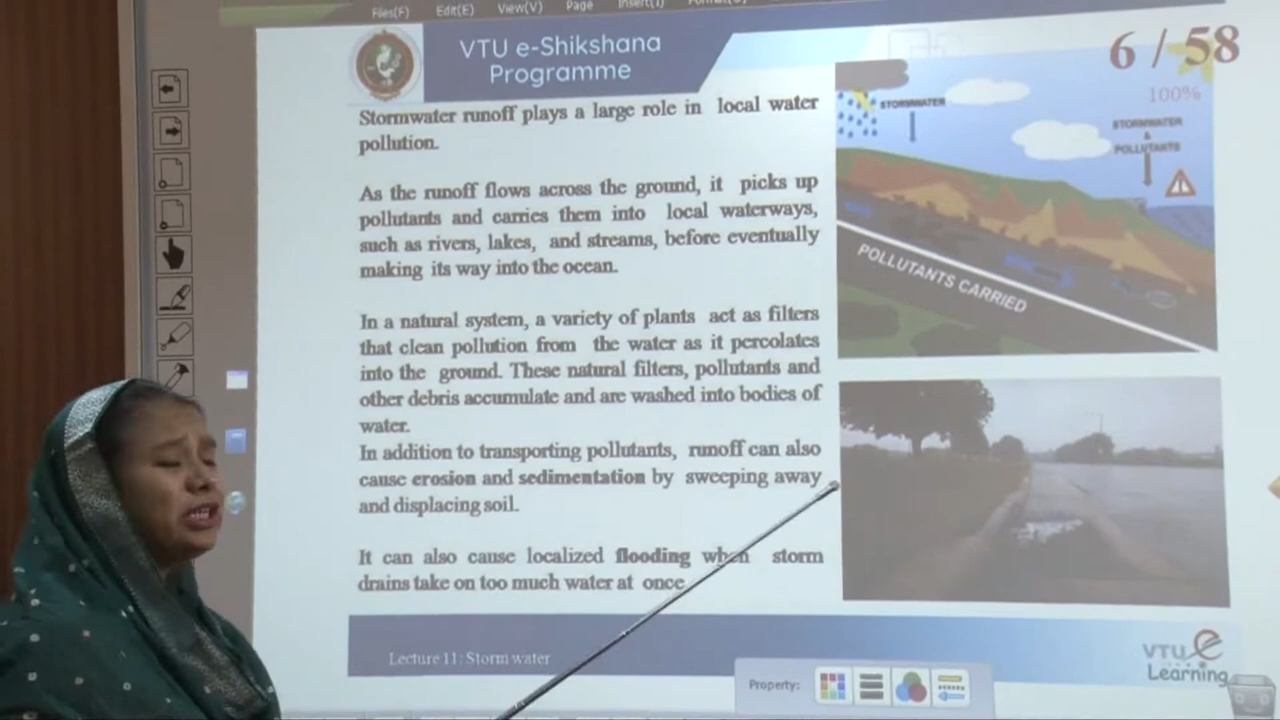 Files(F) Edit(E) View(V) Page Insert(I)
VTU e-Shikshana
Programme
6 / 58
100%
Stormwater runoff plays a large role in local water
pollution.
As the runoff flows across the ground, it picks up
pollutants and carries them into local waterways,
such as rivers, lakes, and streams, before eventually
making its way into the ocean.
In a natural system, a variety of plants act as filters
that clean pollution from the water as it percolates
into the ground. These natural filters, pollutants and
other debris accumulate and are washed into bodies of
water.
In addition to transporting pollutants, runoff can also
cause erosion and sedimentation by sweeping away
and displacing soil.
It can also cause localized flooding when storm
drains take on too much water at once
STORMWATER
STORMWATER
&
POLLUTANTS
POLLUTANTS CARRIED
Lecture 11: Storm water
VTU e
Learning
Property: